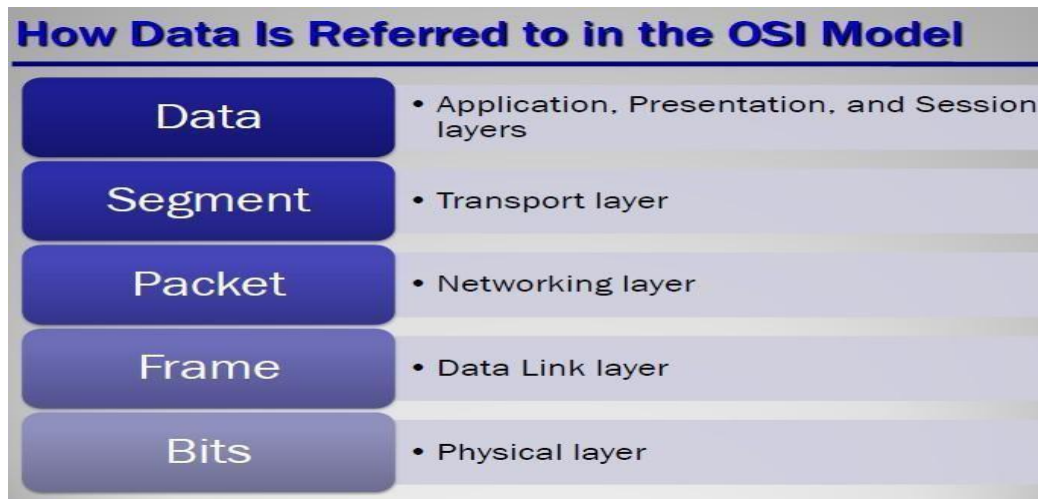 How Data Is Referred to in the OSI Model
Data
• Application, Presentation, and Session
layers
Segment
• Transport layer
Packet
• Networking layer
Frame
• Data Link layer
Bits
• Physical layer